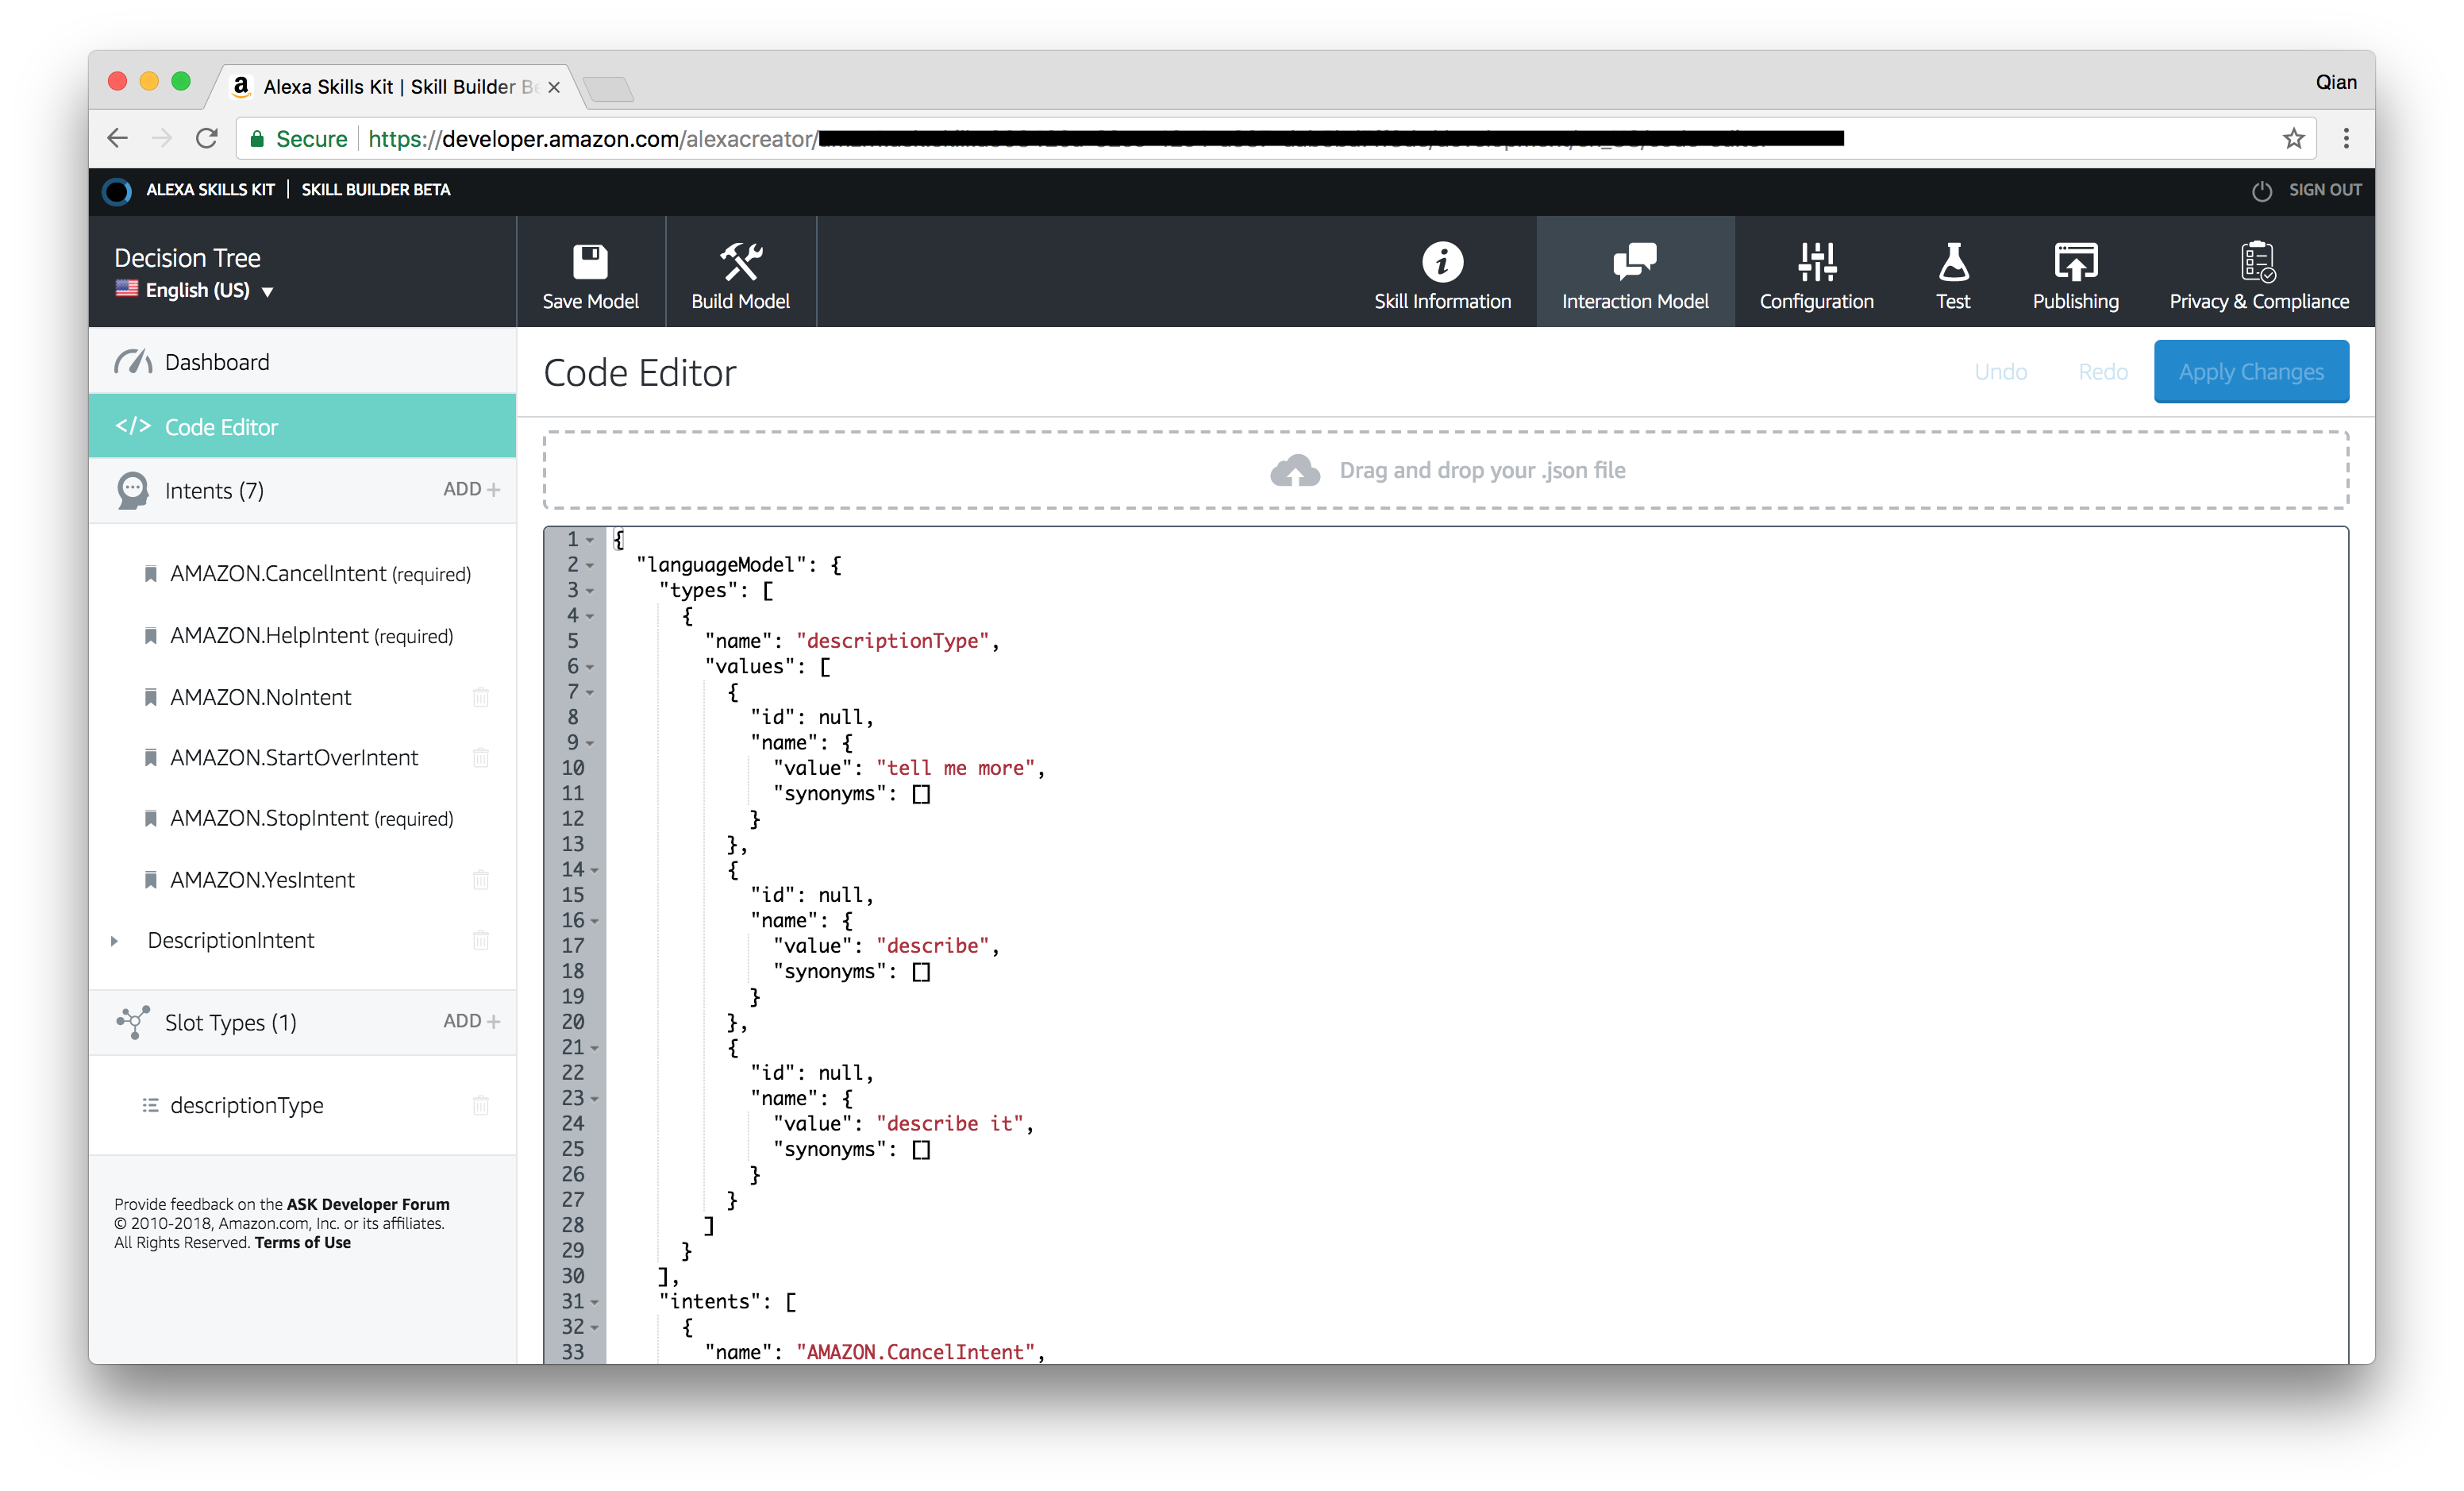 Alexa Skills Kit | Skill Builder Be
Qian
Secure
https://developer.amazon.com/alexacreator/
ALEXA SKILLS KIT | SKILL BUILDER BETA
SIGN OUT
Decision Tree
English (US)
Save Model
Build Model
Skill Information
Interaction Model
Configuration
Test
Publishing
Privacy & Compliance
Dashboard
</> Code Editor
Intents (7)
ADD +
AMAZON.CancelIntent (required)
AMAZON.HelpIntent (required)
AMAZON.NoIntent
AMAZON.StartOverIntent
AMAZON.StopIntent (required)
AMAZON.YesIntent
DescriptionIntent
Slot Types (1)
ADD +
descriptionType
Provide feedback on the ASK Developer Forum
© 2010-2018, Amazon.com, Inc. or its affiliates.
All Rights Reserved. Terms of Use
Code Editor
Undo
Redo
Apply Changes
Drag and drop your .json file
1 {
2 "languageModel": {
3 "types": [
4 {
5 "name": "descriptionType",
6 "values": [
7 {
8 "id": null,
9 "name": {
10 "value": "tell me more",
11 "synonyms": []
12 }
13 },
14 {
15 "id": null,
16 "name": {
17 "value": "describe",
18 "synonyms": []
19 }
20 },
21 {
22 "id": null,
23 "name": {
24 "value": "describe it",
25 "synonyms": []
26 }
27 }
28 ]
29 }
30 ],
31 "intents": [
32 {
33 "name": "AMAZON.CancelIntent",